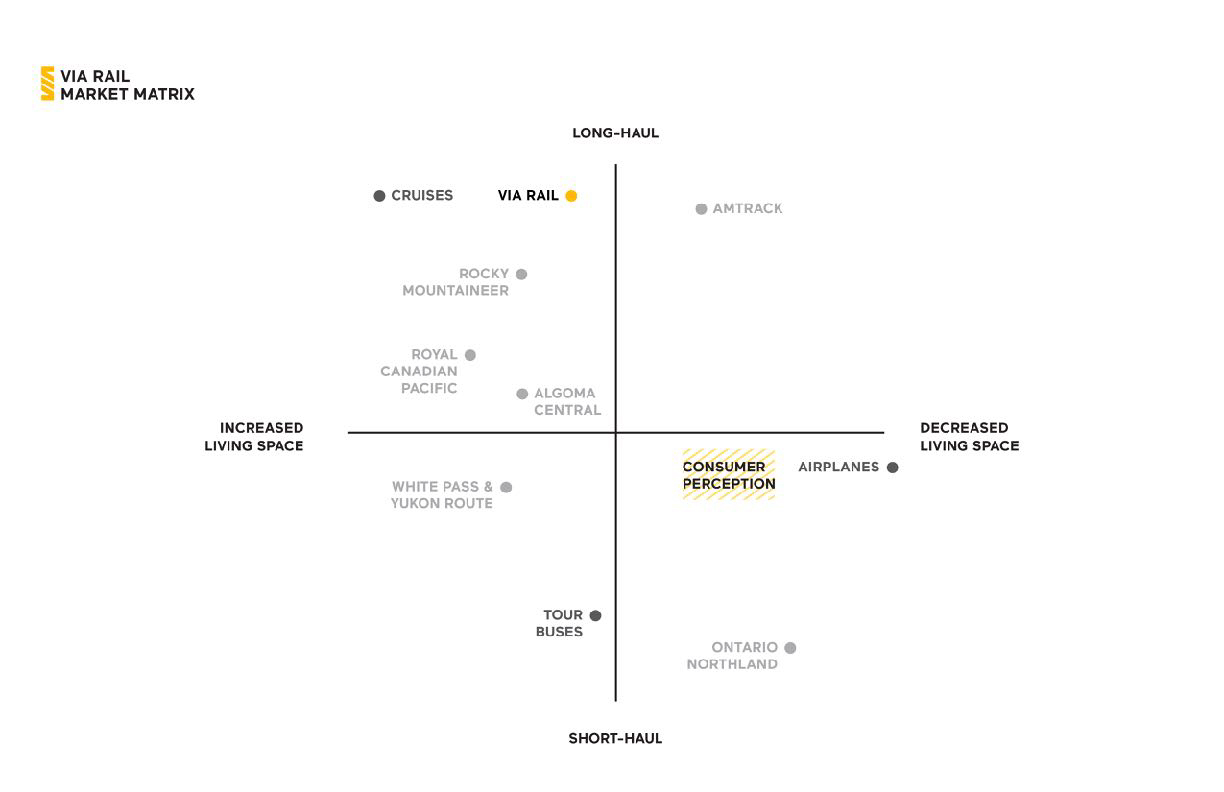 VIA RAIL
MARKET MATRIX
LONG-HAUL
CRUISES
VIA RAIL
AMTRACK
ROCKY
MOUNTAINEER
ROYAL
CANADIAN
PACIFIC
ALGOMA
CENTRAL
INCREASED
LIVING SPACE
DECREASED
LIVING SPACE
CONSUMER
PERCEPTION
AIRPLANES
WHITE PASS &
YUKON ROUTE
TOUR
BUSES
ONTARIO
NORTHLAND
SHORT-HAUL